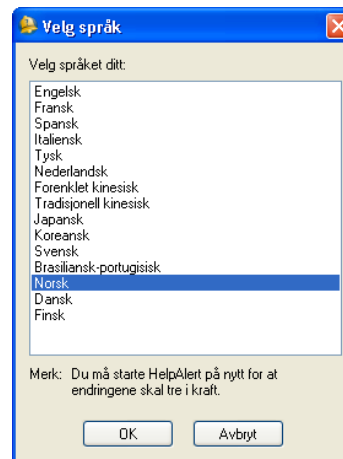 Velg språk
Velg språket ditt:
Engelsk
Fransk
Spansk
Italiensk
Tysk
Nederlandsk
Forenklet kinesisk
Tradisjonell kinesisk
Japansk
Koreansk
Svensk
Brasiliansk-portugisisk
Norsk
Dansk
Finsk
Merk: Du må starte HelpAlert på nytt for at
endringene skal tre i kraft.
OK Avbryt